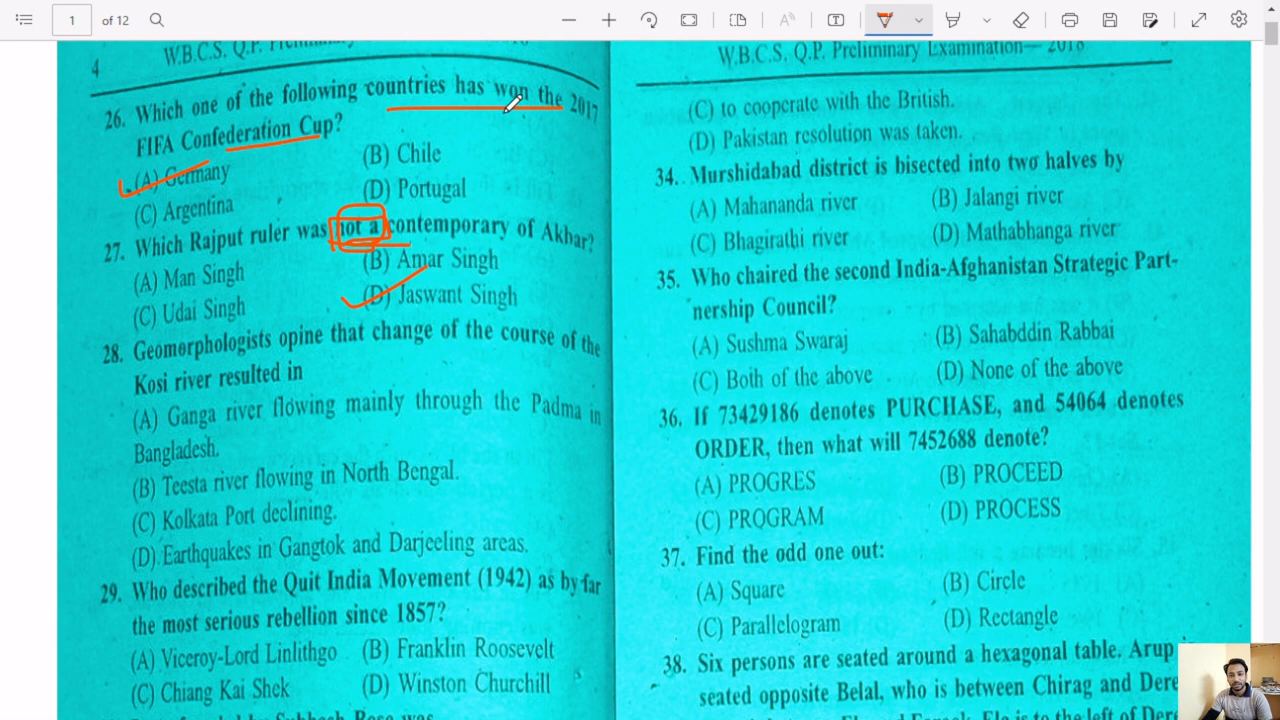 1 of 12
4
W.B.C.S. Q.P. Preliminary
26. Which one of the following countries has won the 2017
FIFA Confederation Cup?
(A) Germany (B) Chile
(C) Argentina (D) Portugal
27. Which Rajput ruler was not a contemporary of Akbar?
(A) Man Singh (B) Amar Singh
(C) Udai Singh (D) Jaswant Singh
28. Geomorphologists opine that change of the course of the
Kosi river resulted in
(A) Ganga river flowing mainly through the Padma in
Bangladesh.
(B) Teesta river flowing in North Bengal.
(C) Kolkata Port declining.
(D) Earthquakes in Gangtok and Darjeeling areas.
29. Who described the Quit India Movement (1942) as by far
the most serious rebellion since 1857?
(A) Viceroy-Lord Linlithgo (B) Franklin Roosevelt
(C) Chiang Kai Shek (D) Winston Churchill
W.B.C.S. Q.P. Preliminary Examination— 2018
(C) to cooperate with the British.
(D) Pakistan resolution was taken.
34. Murshidabad district is bisected into two halves by
(A) Mahananda river (B) Jalangi river
(C) Bhagirathi river (D) Mathabhanga river
35. Who chaired the second India-Afghanistan Strategic Part-
nership Council?
(A) Sushma Swaraj (B) Sahabddin Rabbai
(C) Both of the above (D) None of the above
36. If 73429186 denotes PURCHASE, and 54064 denotes
ORDER, then what will 7452688 denote?
(A) PROGRES (B) PROCEED
(C) PROGRAM (D) PROCESS
37. Find the odd one out:
(A) Square (B) Circle
(C) Parallelogram (D) Rectangle
38. Six persons are seated around a hexagonal table. Arup
seated opposite Belal, who is between Chirag and Dere